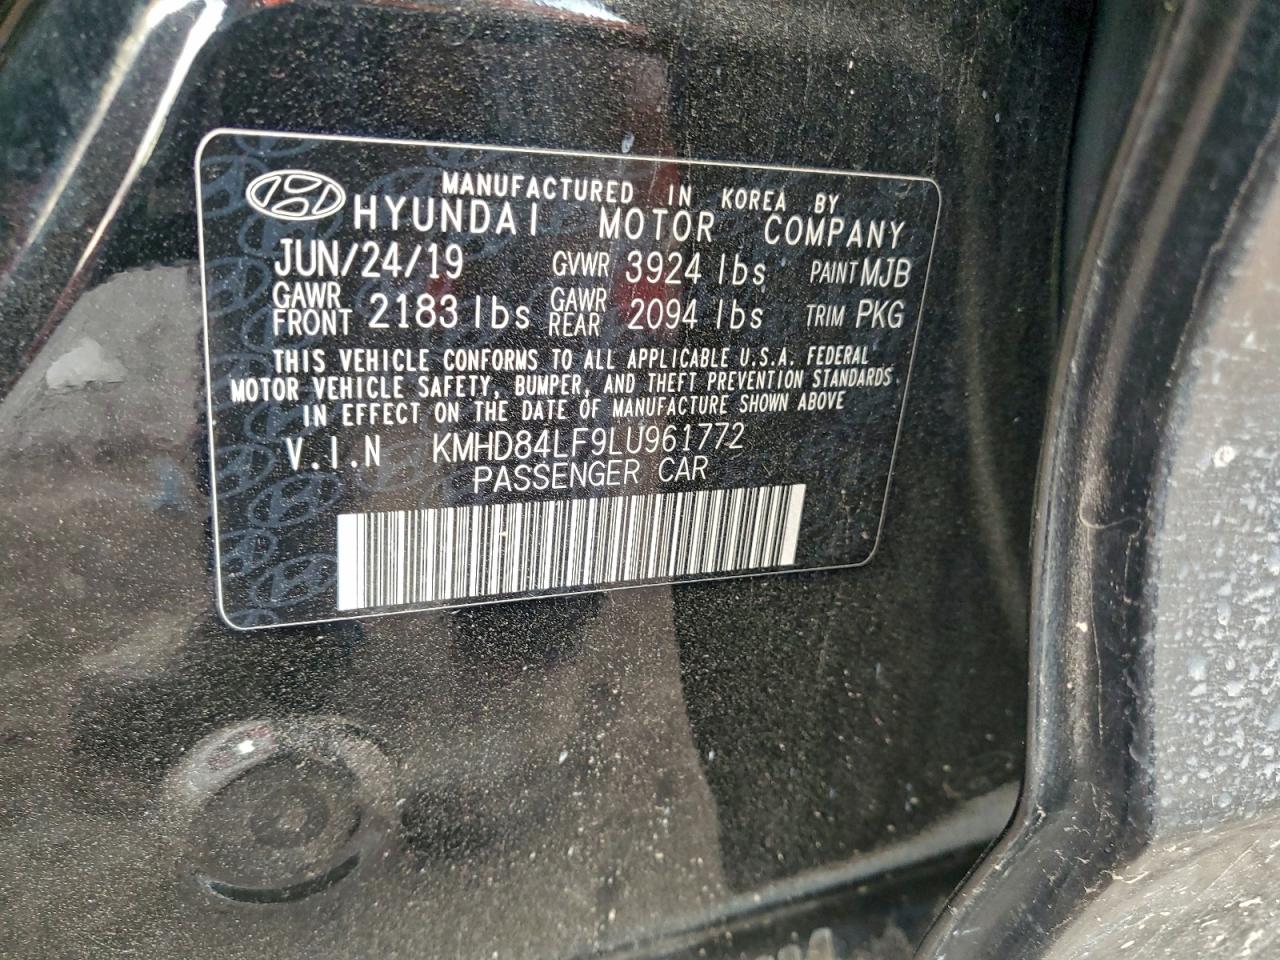 MANUFACTURED IN KOREA BY
HYUNDAI MOTOR COMPANY
JUN/24/19 GVWR 3924 lbs PAINT MJB
GAWR FRONT 2183 lbs GAWR REAR 2094 lbs TRIM PKG
THIS VEHICLE CONFORMS TO ALL APPLICABLE U.S.A. FEDERAL
MOTOR VEHICLE SAFETY, BUMPER, AND THEFT PREVENTION STANDARDS
IN EFFECT ON THE DATE OF MANUFACTURE SHOWN ABOVE
V.I.N KMHD84LF9LU961772
PASSENGER CAR